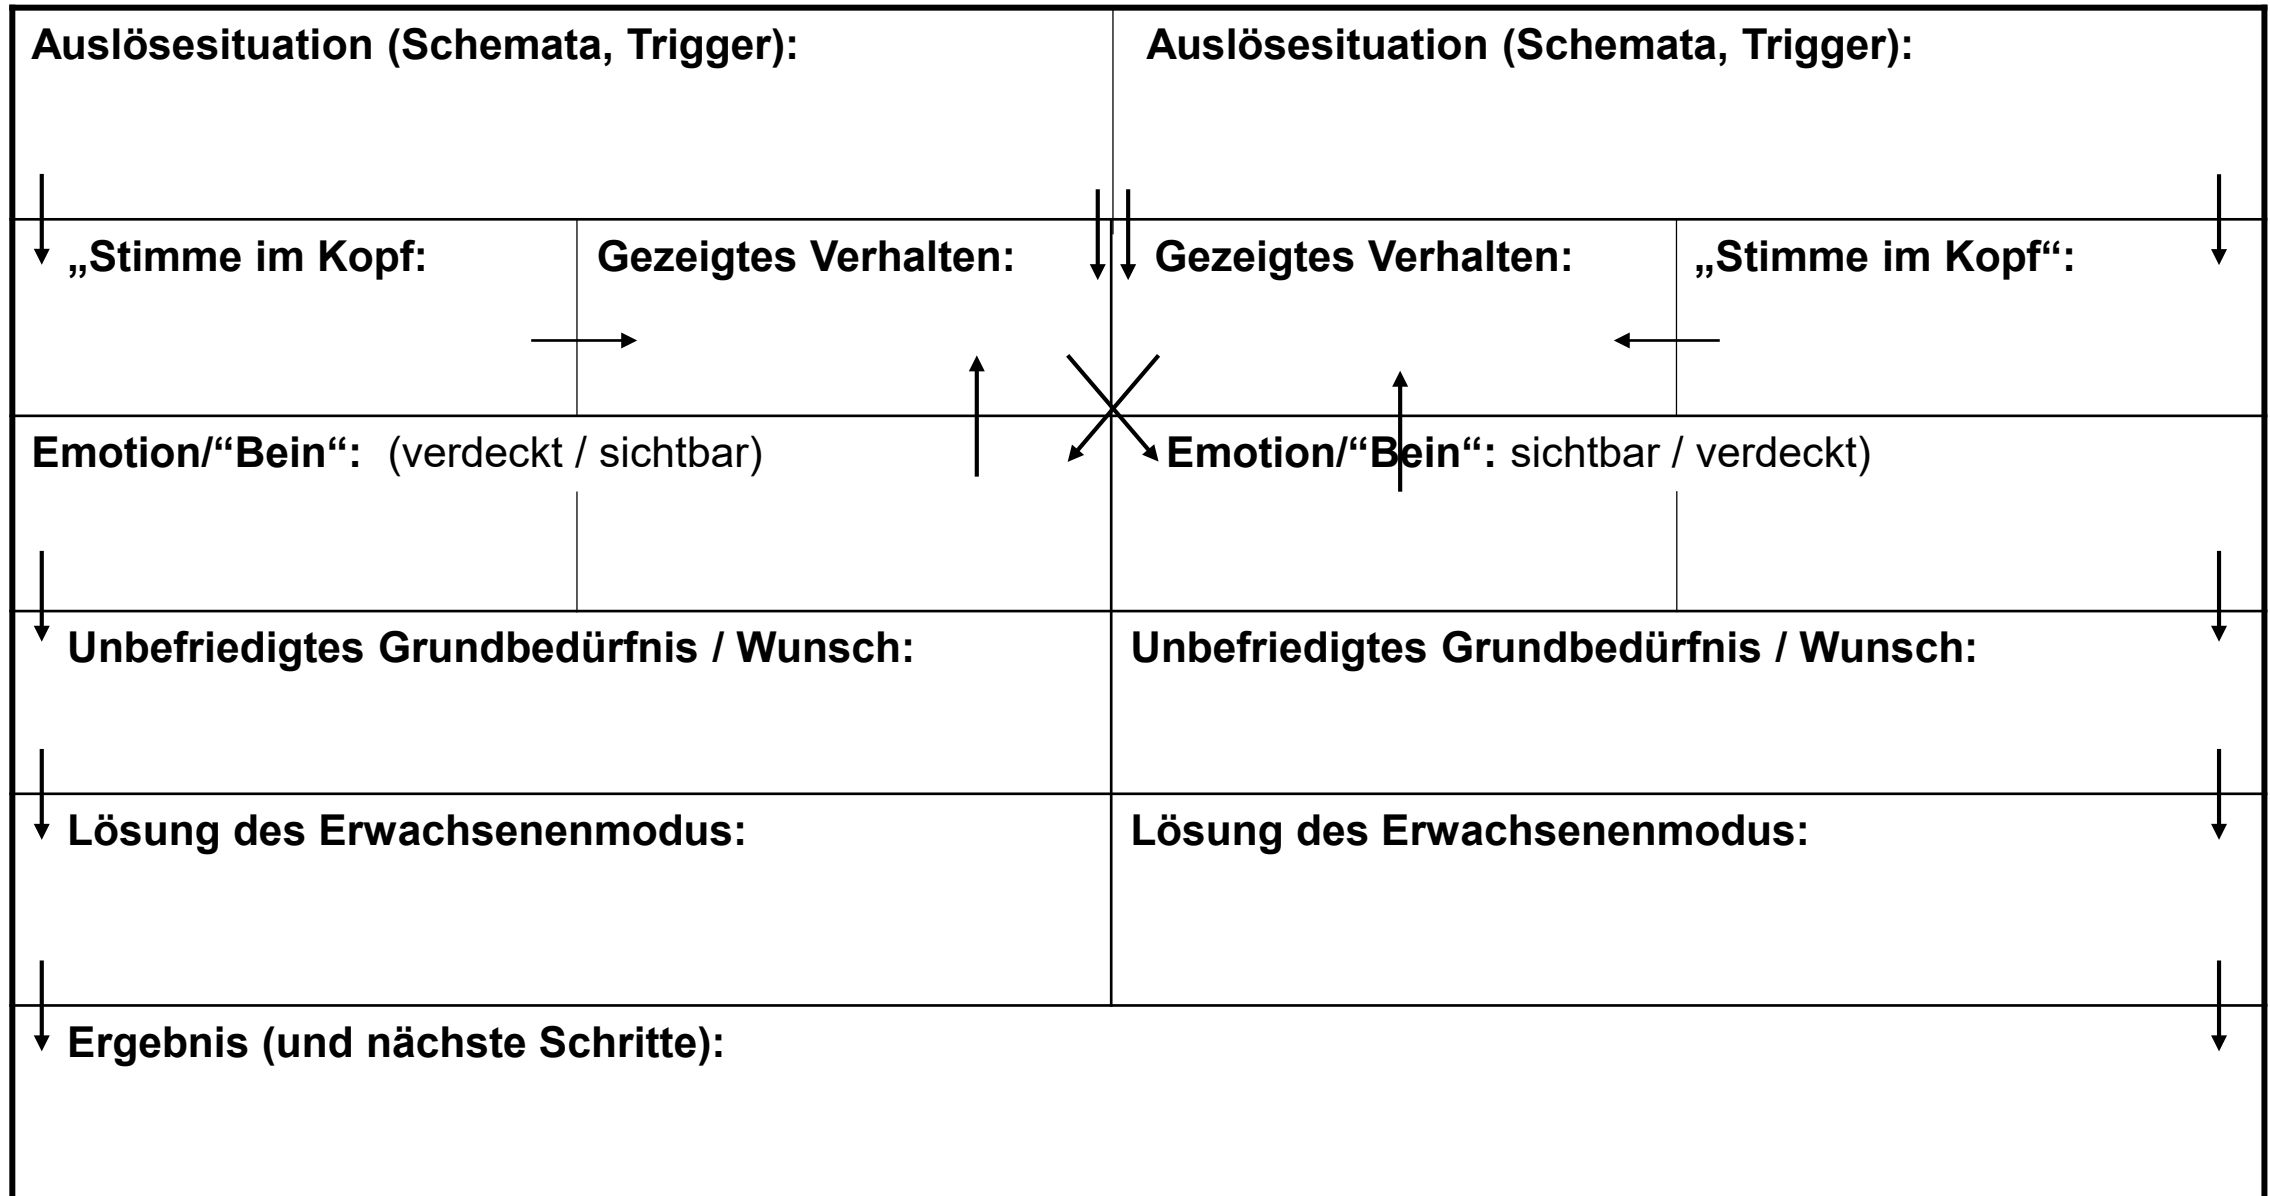 Auslösesituation (Schemata, Trigger):
Auslösesituation (Schemata, Trigger):
„Stimme im Kopf:
Gezeigtes Verhalten:
Gezeigtes Verhalten:
„Stimme im Kopf“:
Emotion/“Bein“: (verdeckt / sichtbar)
Emotion/“Bein“: sichtbar / verdeckt)
Unbefriedigtes Grundbedürfnis / Wunsch:
Unbefriedigtes Grundbedürfnis / Wunsch:
Lösung des Erwachsenenmodus:
Lösung des Erwachsenenmodus:
Ergebnis (und nächste Schritte):